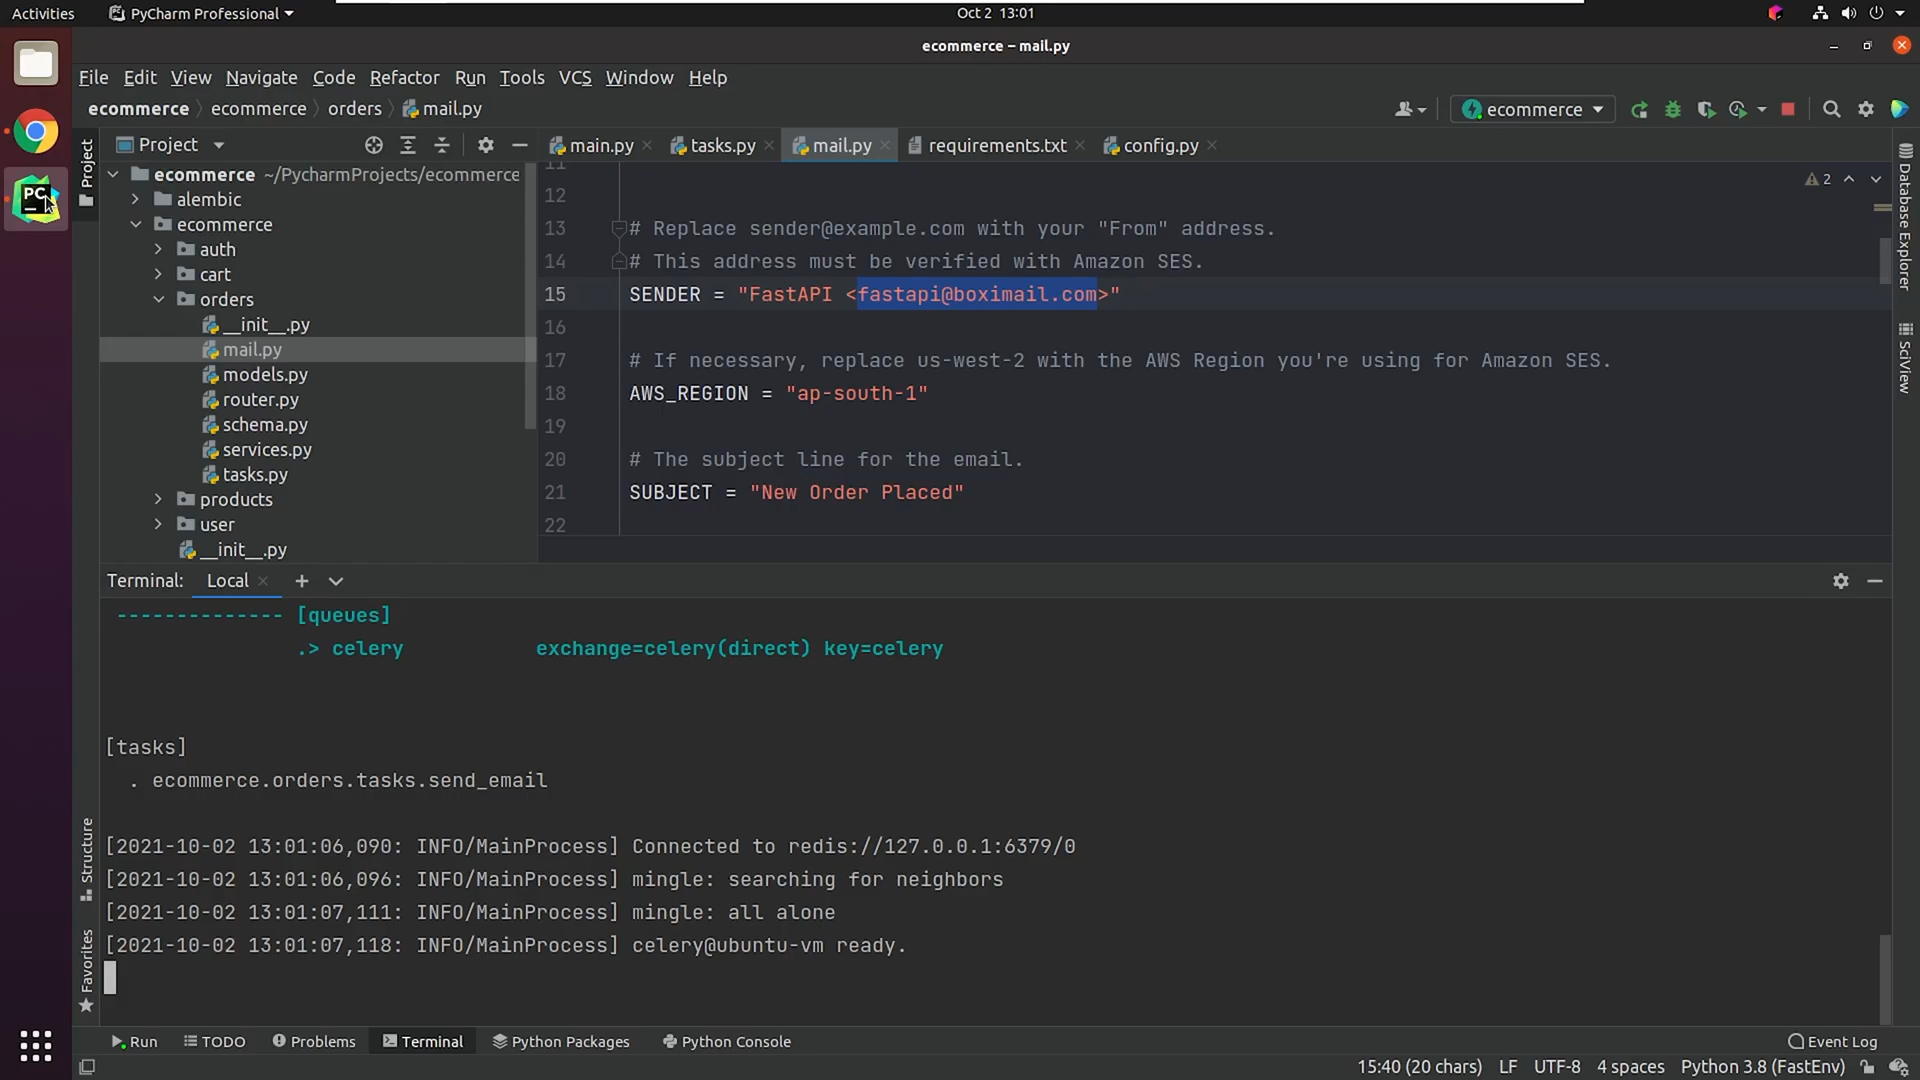 Activities
PyCharm Professional
Oct 2 13:01
ecommerce – mail.py
File Edit View Navigate Code Refactor Run Tools VCS Window Help
ecommerce ecommerce orders mail.py
ecommerce
Project
main.py
tasks.py
mail.py
requirements.txt
config.py
Project
ecommerce ~/PycharmProjects/ecommerce
alembic
ecommerce
auth
cart
orders
__init__.py
mail.py
models.py
router.py
schema.py
services.py
tasks.py
products
user
__init__.py
11
12
13 # Replace sender@example.com with your "From" address.
14 # This address must be verified with Amazon SES.
15 SENDER = "FastAPI <fastapi@boximail.com>"
16
17 # If necessary, replace us-west-2 with the AWS Region you're using for Amazon SES.
18 AWS_REGION = "ap-south-1"
19
20 # The subject line for the email.
21 SUBJECT = "New Order Placed"
22
2
Database Explorer
SciView
Terminal: Local
-------------- [queues]
.> celery exchange=celery(direct) key=celery
[tasks]
. ecommerce.orders.tasks.send_email
[2021-10-02 13:01:06,090: INFO/MainProcess] Connected to redis://127.0.0.1:6379/0
[2021-10-02 13:01:06,096: INFO/MainProcess] mingle: searching for neighbors
[2021-10-02 13:01:07,111: INFO/MainProcess] mingle: all alone
[2021-10-02 13:01:07,118: INFO/MainProcess] celery@ubuntu-vm ready.
Structure
Favorites
Run TODO Problems Terminal Python Packages Python Console
Event Log
15:40 (20 chars) LF UTF-8 4 spaces Python 3.8 (FastEnv)
PC